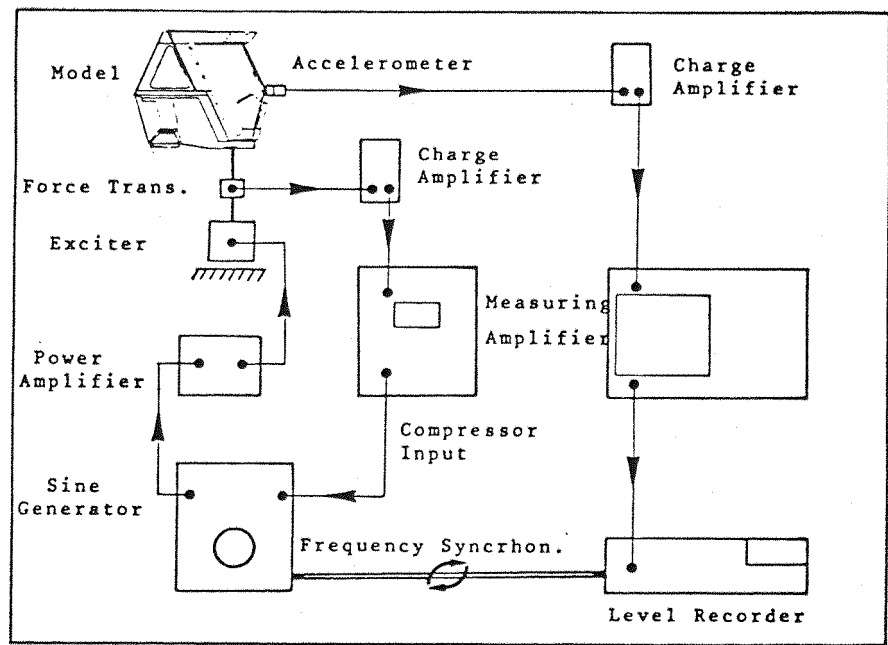 Model
Accelerometer
Charge
Amplifier
Charge
Amplifier
Force Trans.
Exciter
Measuring
Amplifier
Power
Amplifier
Compressor
Input
Sine
Generator
Frequency Syncrhon.
Level Recorder